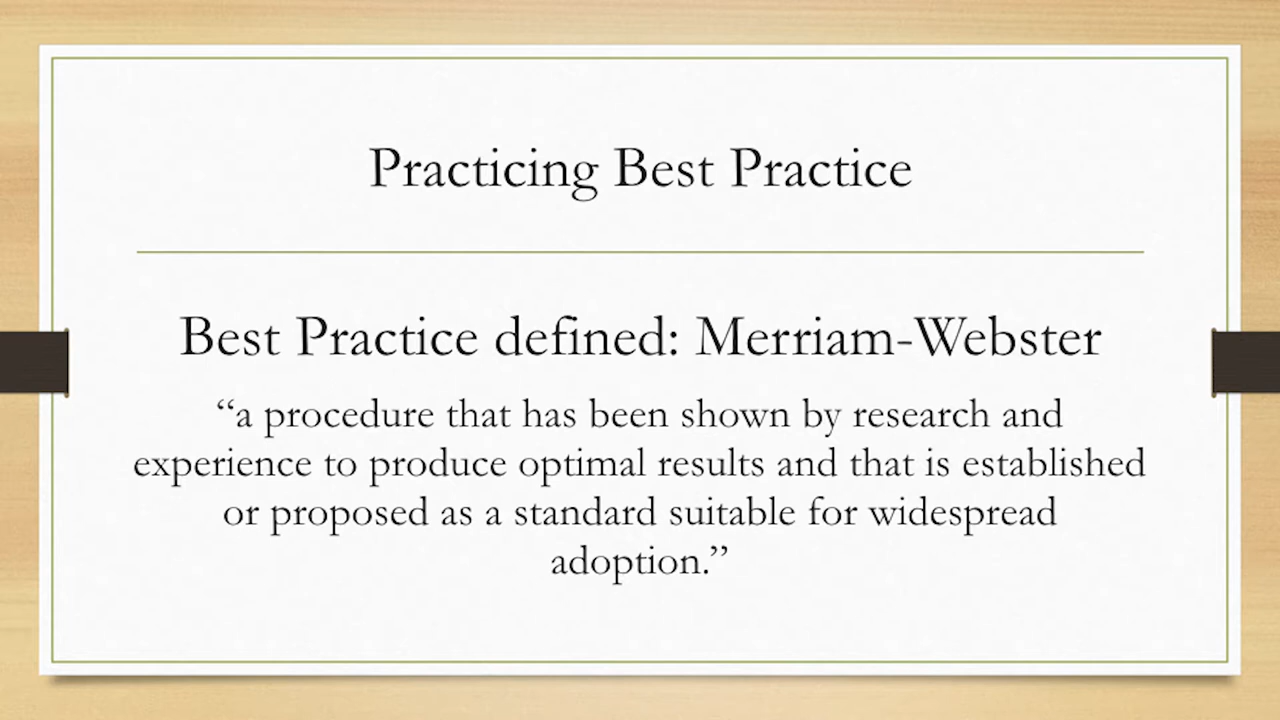 Practicing Best Practice
Best Practice defined: Merriam-Webster
“a procedure that has been shown by research and
experience to produce optimal results and that is established
or proposed as a standard suitable for widespread
adoption.”